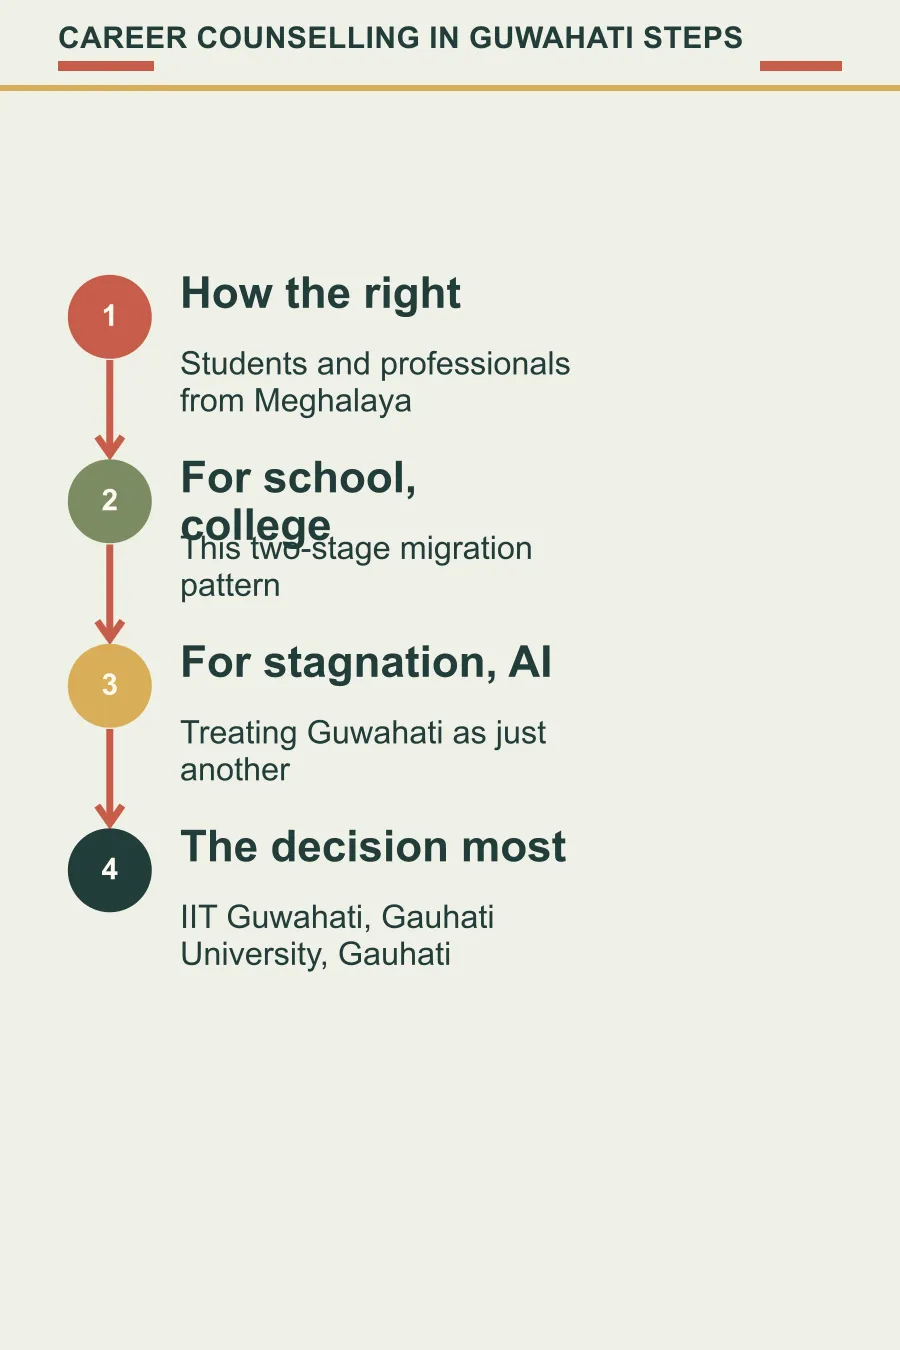 CAREER COUNSELLING IN GUWAHATI STEPS
1
How the right
Students and professionals
from Meghalaya
2
For school,
college
This two-stage migration
pattern
3
For stagnation, AI
Treating Guwahati as just
another
4
The decision most
IIT Guwahati, Gauhati
University, Gauhati